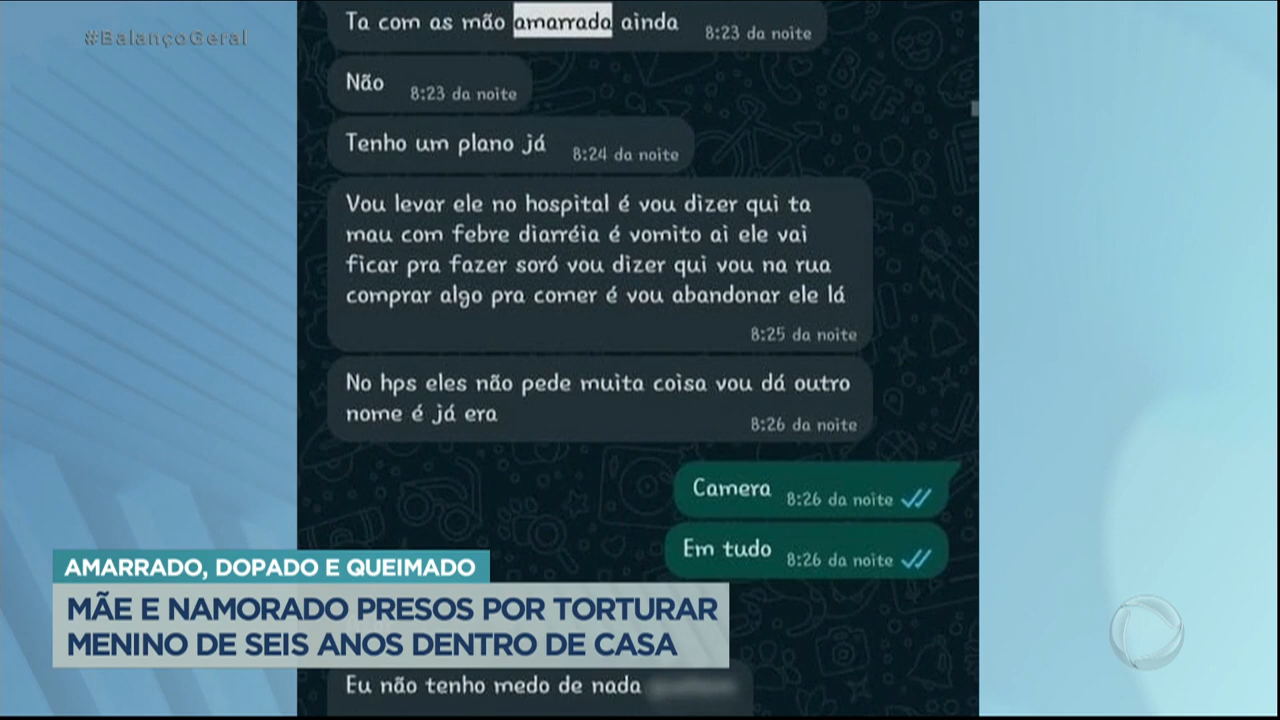 #BalançoGeral
Ta com as mão amarrada ainda
8:23 da noite
Não
8:23 da noite
Tenho um plano já
8:24 da noite
Vou levar ele no hospital é vou dizer qui ta
mau com febre diarréia é vomito ai ele vai
ficar pra fazer soró vou dizer qui vou na rua
comprar algo pra comer é vou abandonar ele lá
8:25 da noite
No hps eles não pede muita coisa vou dá outro
nome é já era
8:26 da noite
Camera
8:26 da noite
Em tudo
8:26 da noite
AMARRADO, DOPADO E QUEIMADO
MÃE E NAMORADO PRESOS POR TORTURAR
MENINO DE SEIS ANOS DENTRO DE CASA
Eu não tenho medo de nada